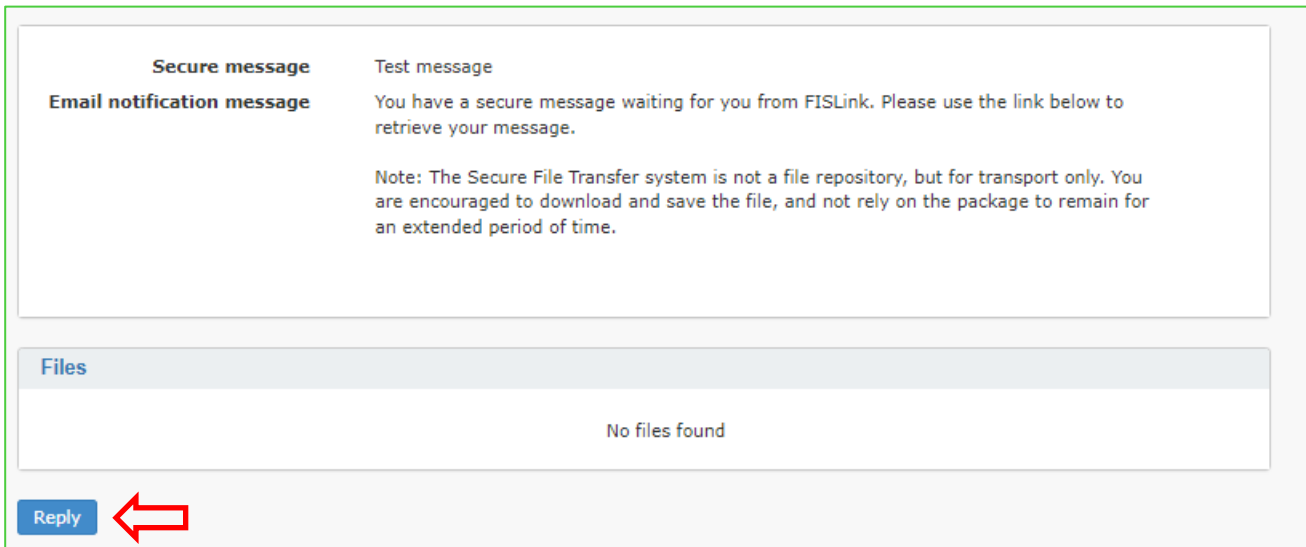 Secure message Test message
Email notification message You have a secure message waiting for you from FISLink. Please use the link below to
retrieve your message.
Note: The Secure File Transfer system is not a file repository, but for transport only. You
are encouraged to download and save the file, and not rely on the package to remain for
an extended period of time.
Files
No files found
Reply